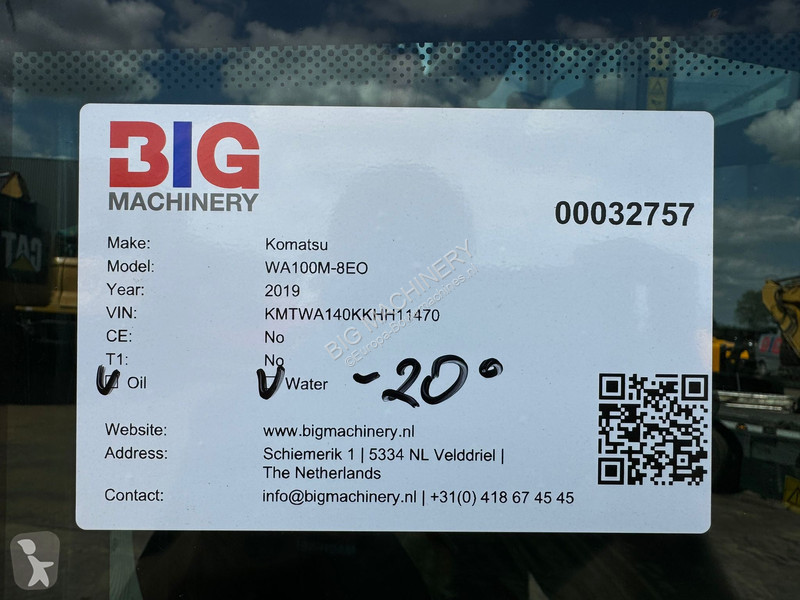 BIG
MACHINERY
00032757
Make: Komatsu
Model: WA100M-8EO
Year: 2019
VIN: KMTWA140KKHH11470
CE: No
T1: No
V Oil V Water -20°
Website: www.bigmachinery.nl
Address: Schiemerik 1 | 5334 NL Velddriel |
The Netherlands
Contact: info@bigmachinery.nl | +31(0) 418 67 45 45
BIG MACHINERY
CAT